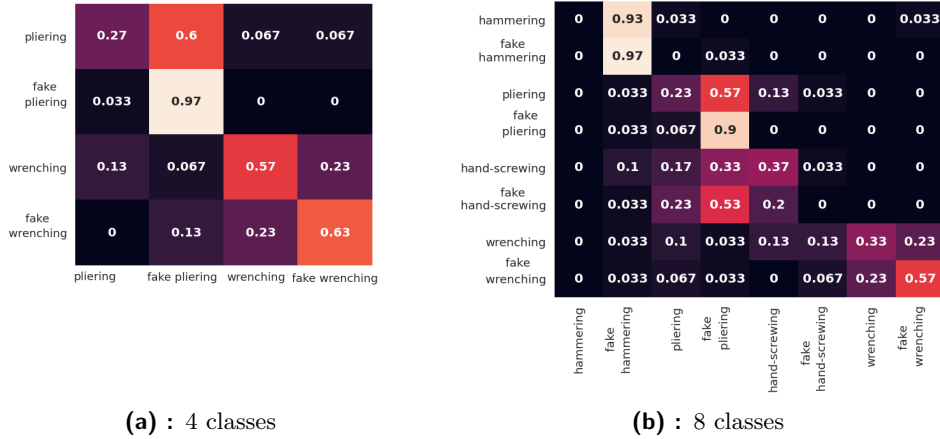 pliering 0.27 0.6 0.067 0.067
fake
pliering 0.033 0.97 0 0
wrenching 0.13 0.067 0.57 0.23
fake
wrenching 0 0.13 0.23 0.63
pliering fake pliering wrenching fake wrenching
(a) : 4 classes
hammering 0 0.93 0.033 0 0 0 0 0.033
fake
hammering 0 0.97 0 0.033 0 0 0 0
pliering 0 0.033 0.23 0.57 0.13 0.033 0 0
fake
pliering 0 0.033 0.067 0.9 0 0 0 0
hand-screwing 0 0.1 0.17 0.33 0.37 0.033 0 0
fake
hand-screwing 0 0.033 0.23 0.53 0.2 0 0 0
wrenching 0 0.033 0.1 0.033 0.13 0.13 0.33 0.23
fake
wrenching 0 0.033 0.067 0.033 0 0.067 0.23 0.57
hammering
fake
hammering
pliering
fake
pliering
hand-screwing
fake
hand-screwing
wrenching
fake
wrenching
(b) : 8 classes